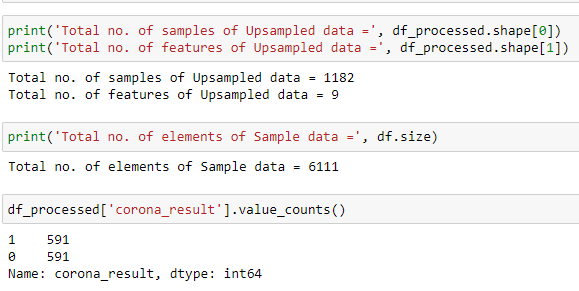 print('Total no. of samples of Upsampled data =', df_processed.shape[0])
print('Total no. of features of Upsampled data =', df_processed.shape[1])
Total no. of samples of Upsampled data = 1182
Total no. of features of Upsampled data = 9
print('Total no. of elements of Sample data =', df.size)
Total no. of elements of Sample data = 6111
df_processed['corona_result'].value_counts()
1    591
0    591
Name: corona_result, dtype: int64